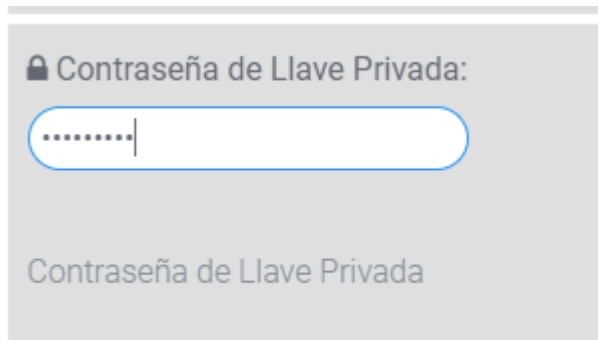 Contraseña de Llave Privada:
•••••••••
Contraseña de Llave Privada